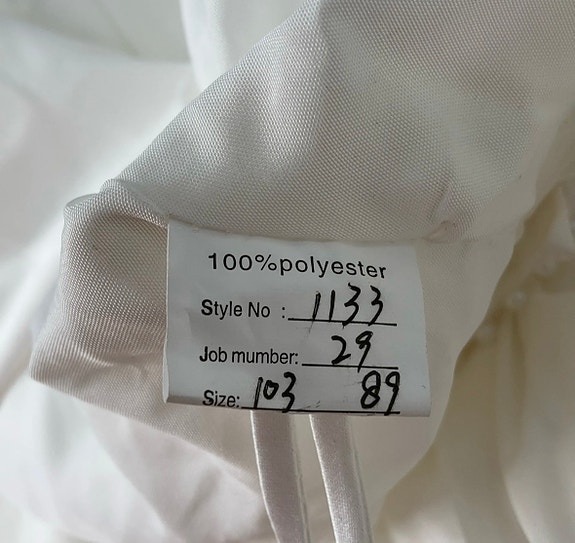 100%polyester
Style No : 1133
Job mumber: 29
Size: 103 89